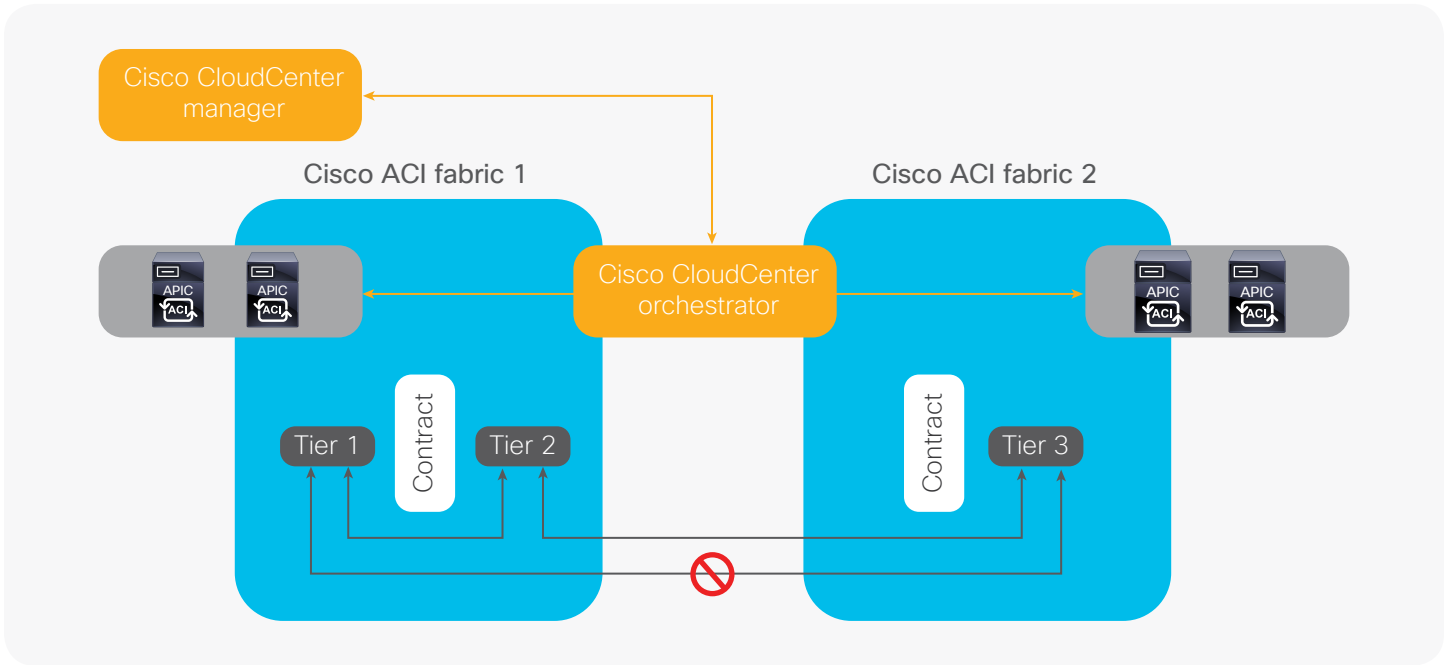 Cisco CloudCenter
manager
Cisco ACI fabric 1
Cisco ACI fabric 2
APIC
ACI
APIC
ACI
Cisco CloudCenter
orchestrator
APIC
ACI
APIC
ACI
Tier 1
Contract
Tier 2
Contract
Tier 3